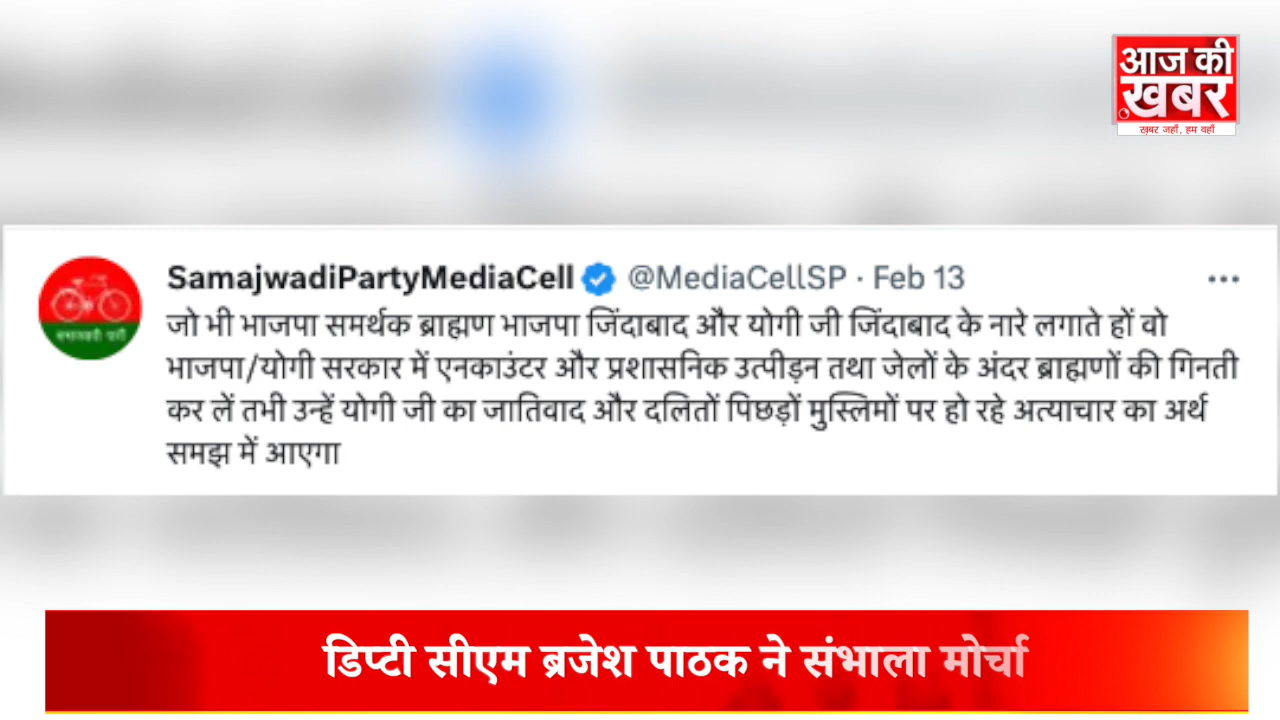 आज की
ख़बर
ख़बर जहाँ, हम वहाँ
SamajwadiPartyMediaCell @MediaCellSP · Feb 13
समाजवादी पार्टी
जो भी भाजपा समर्थक ब्राह्मण भाजपा जिंदाबाद और योगी जी जिंदाबाद के नारे लगाते हों वो
भाजपा/योगी सरकार में एनकाउंटर और प्रशासनिक उत्पीड़न तथा जेलों के अंदर ब्राह्मणों की गिनती
कर लें तभी उन्हें योगी जी का जातिवाद और दलितों पिछड़ों मुस्लिमों पर हो रहे अत्याचार का अर्थ
समझ में आएगा
डिप्टी सीएम ब्रजेश पाठक ने संभाला मोर्चा